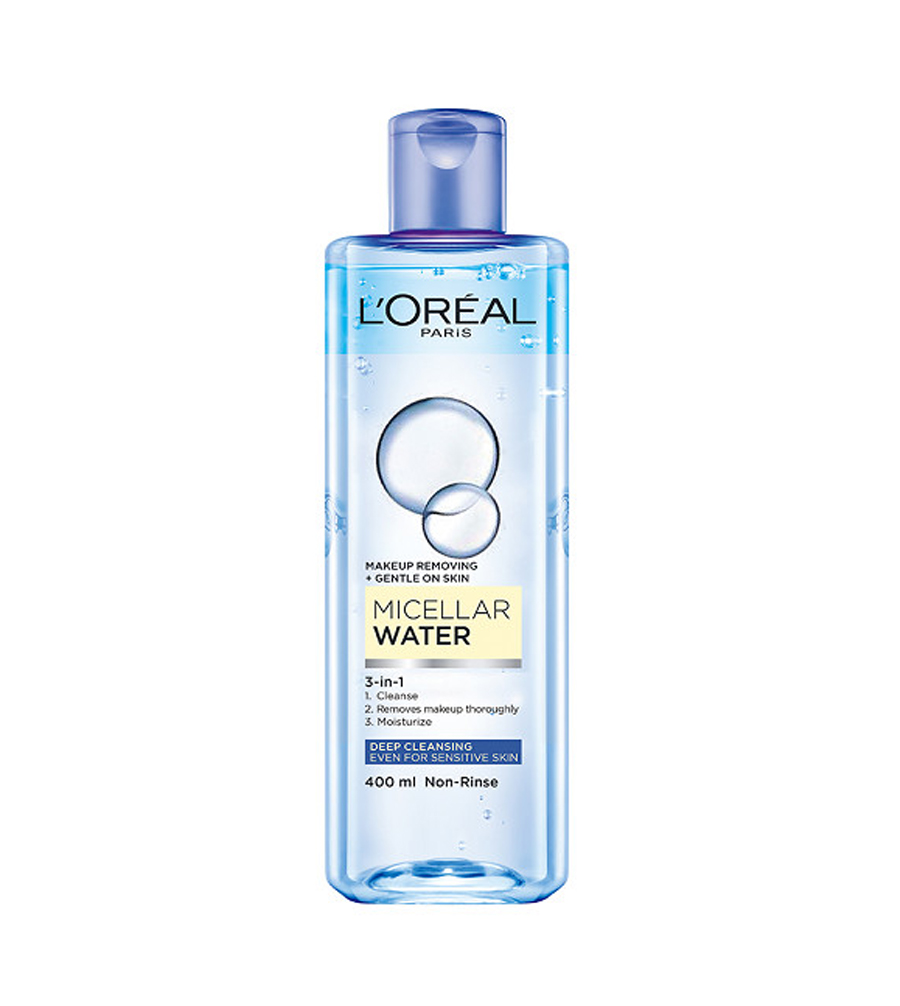 L'ORÉAL
PARIS
MAKEUP REMOVING
+ GENTLE ON SKIN
MICELLAR
WATER
3-in-1
1. Cleanse
2. Removes makeup thoroughly
3. Moisturize
DEEP CLEANSING
EVEN FOR SENSITIVE SKIN
400 ml Non-Rinse